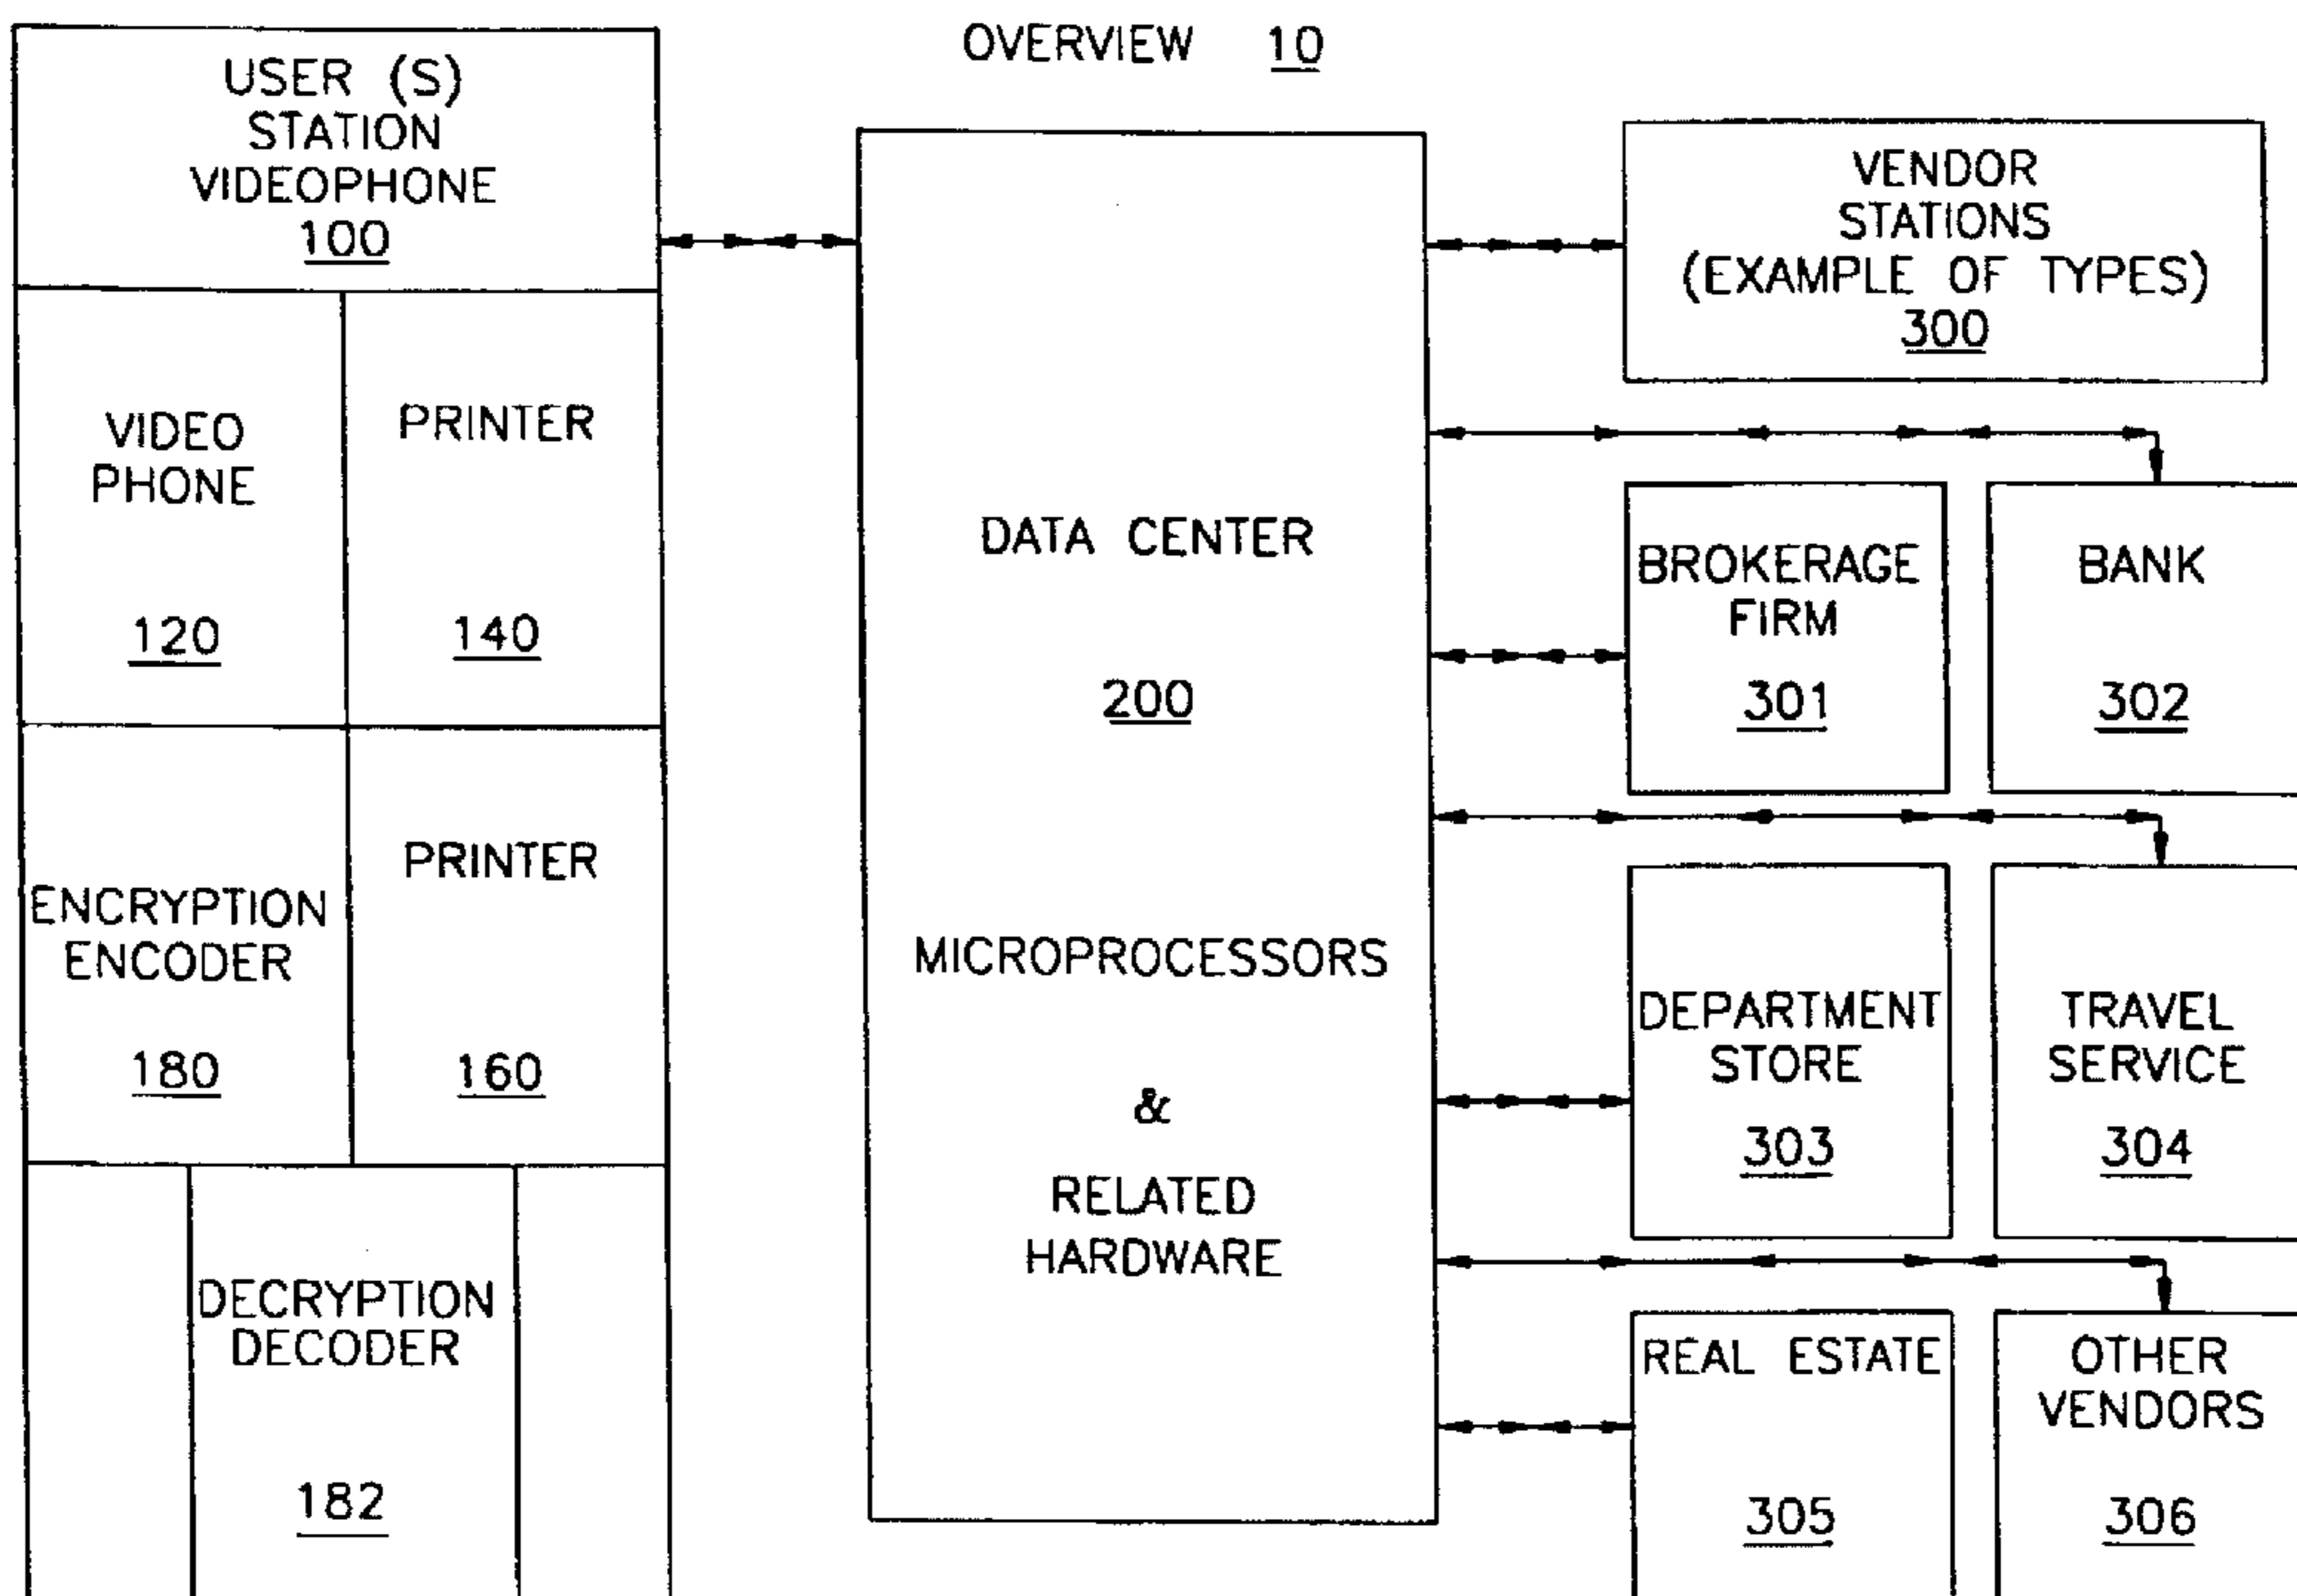 OVERVIEW 10
USER (S)
STATION
VIDEOPHONE
100
VIDEO
PHONE
120
PRINTER
140
ENCRYPTION
ENCODER
180
PRINTER
160
DECRYPTION
DECODER
182
DATA CENTER
200
MICROPROCESSORS
&
RELATED
HARDWARE
VENDOR
STATIONS
(EXAMPLE OF TYPES)
300
BROKERAGE
FIRM
301
BANK
302
DEPARTMENT
STORE
303
TRAVEL
SERVICE
304
REAL ESTATE
305
OTHER
VENDORS
306